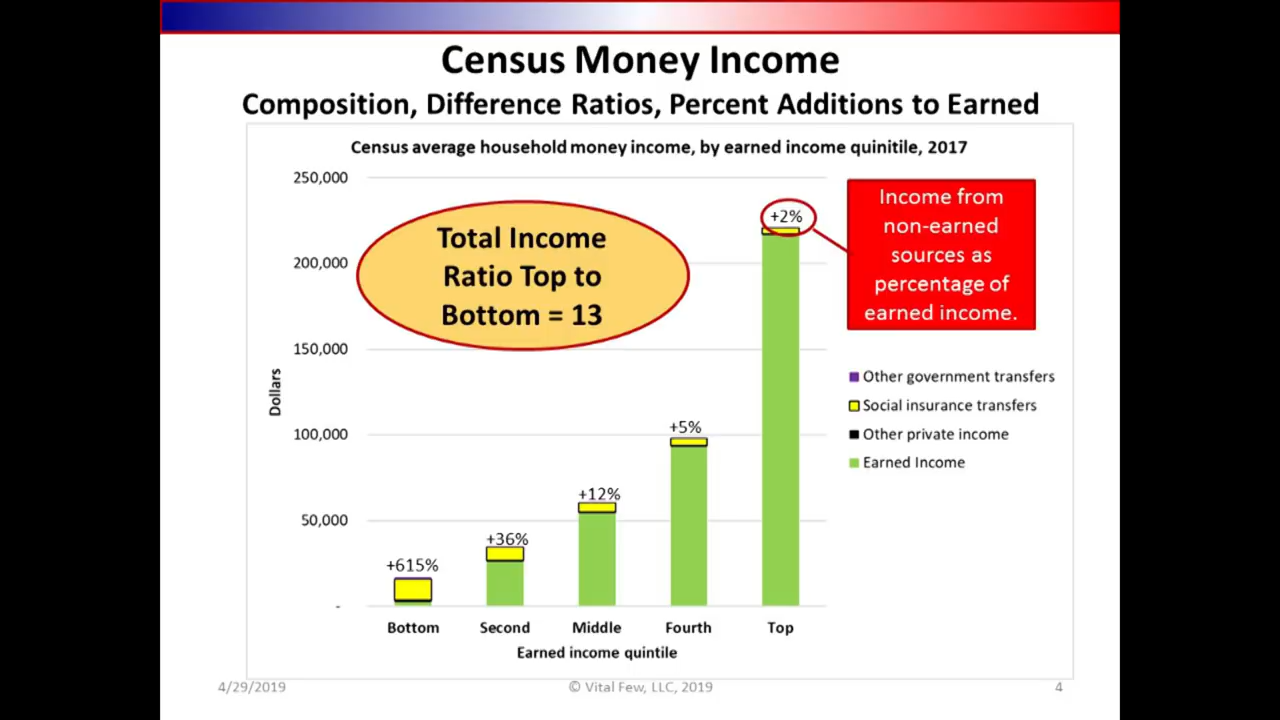 Census Money Income
Composition, Difference Ratios, Percent Additions to Earned
Census average household money income, by earned income quinitile, 2017
250,000
200,000
150,000
100,000
50,000
-
Dollars
Total Income
Ratio Top to
Bottom = 13
+615%
+36%
+12%
+5%
+2%
Income from
non-earned
sources as
percentage of
earned income.
Other government transfers
Social insurance transfers
Other private income
Earned Income
Bottom
Second
Middle
Fourth
Top
Earned income quintile
4/29/2019
© Vital Few, LLC, 2019
4